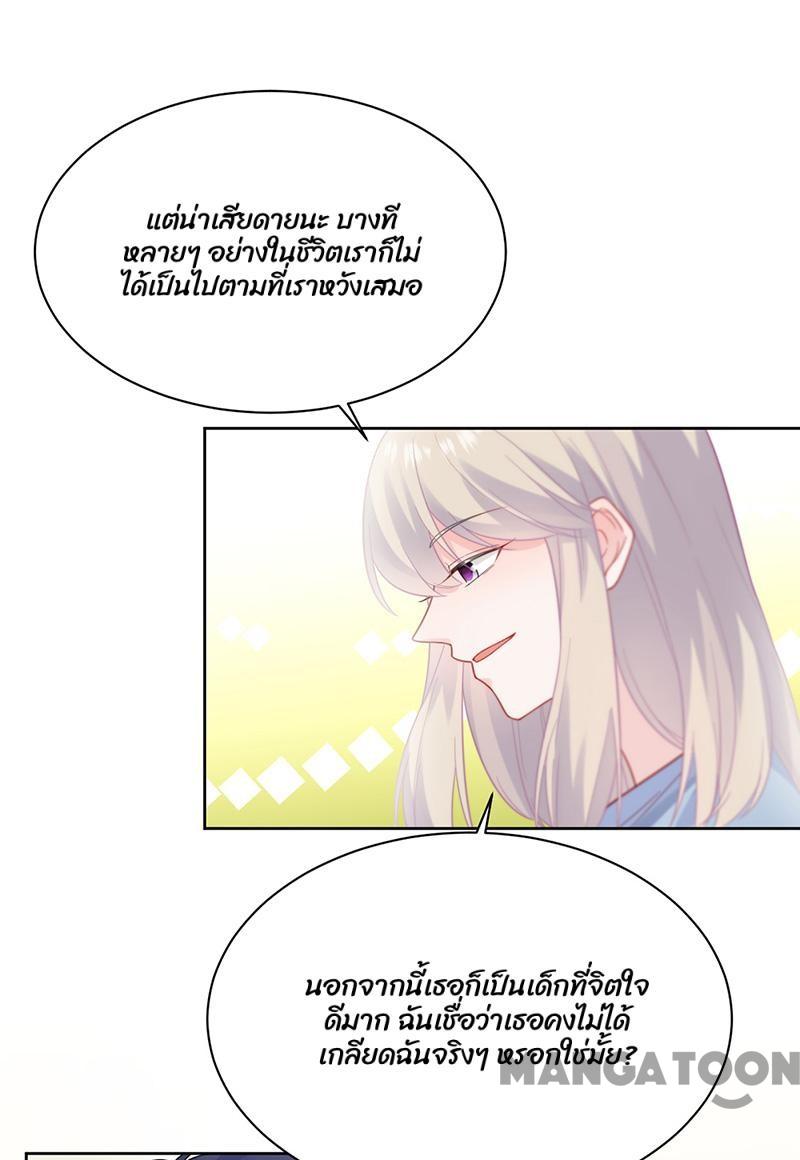 แต่น่าเสียดายนะ บางที
หลายๆ อย่างในชีวิตเราก็ไม่
ได้เป็นไปตามที่เราหวังเสมอ
นอกจากนี้เธอก็เป็นเด็กที่จิตใจ
ดีมาก ฉันเชื่อว่าเธอคงไม่ได้
เกลียดฉันจริงๆ หรอกใช่มั้ย?
MANGATOON